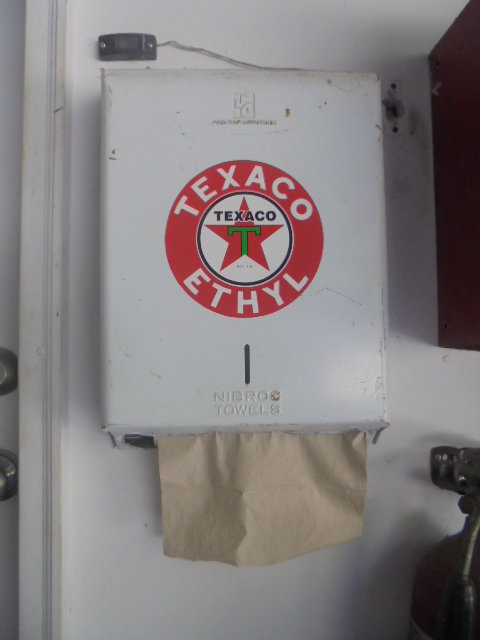 TEXACO
TEXACO
T
ETHYL
NIBROC
TOWELS